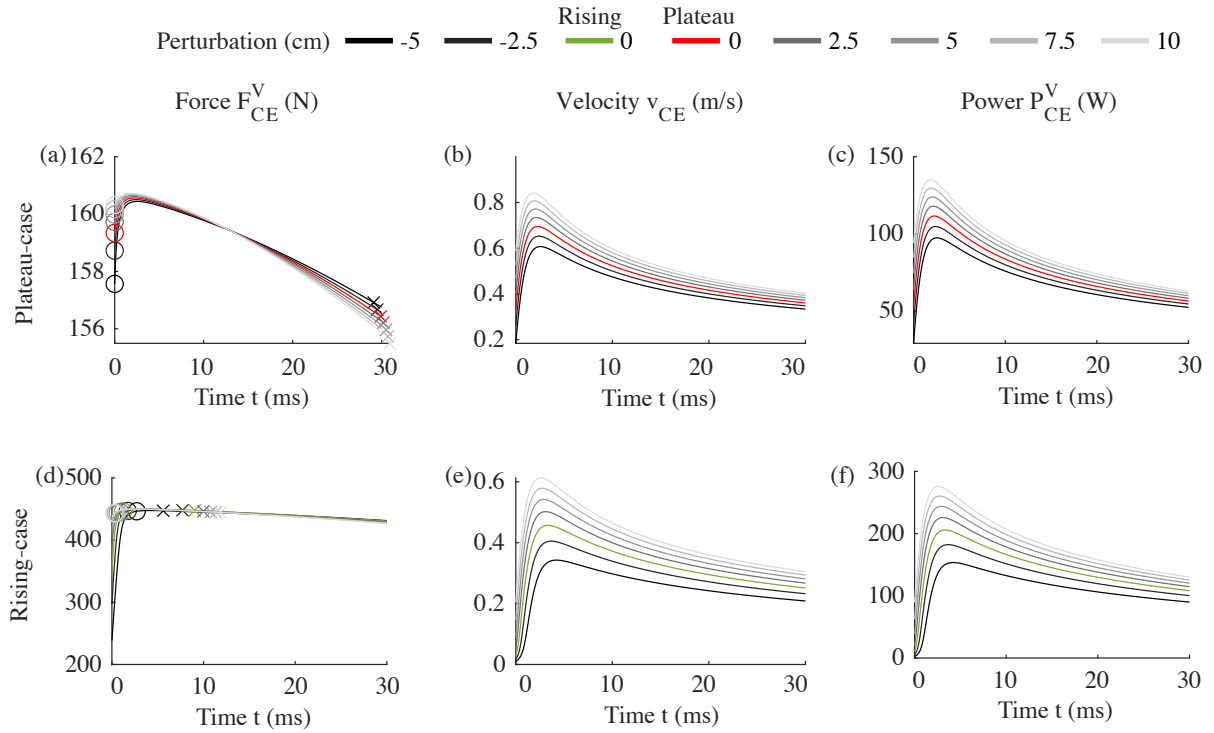 Rising Plateau
Perturbation (cm) -5 -2.5 0 0 2.5 5 7.5 10
Force F_CE^V (N) Velocity v_CE (m/s) Power P_CE^V (W)
Plateau-case
(a) 162 160 158 156
0 10 20 30
Time t (ms)
(b) 0.8 0.6 0.4 0.2
0 10 20 30
Time t (ms)
(c) 150 100 50
0 10 20 30
Time t (ms)
Rising-case
(d) 500 400 300 200
0 10 20 30
Time t (ms)
(e) 0.6 0.4 0.2 0
0 10 20 30
Time t (ms)
(f) 300 200 100 0
0 10 20 30
Time t (ms)